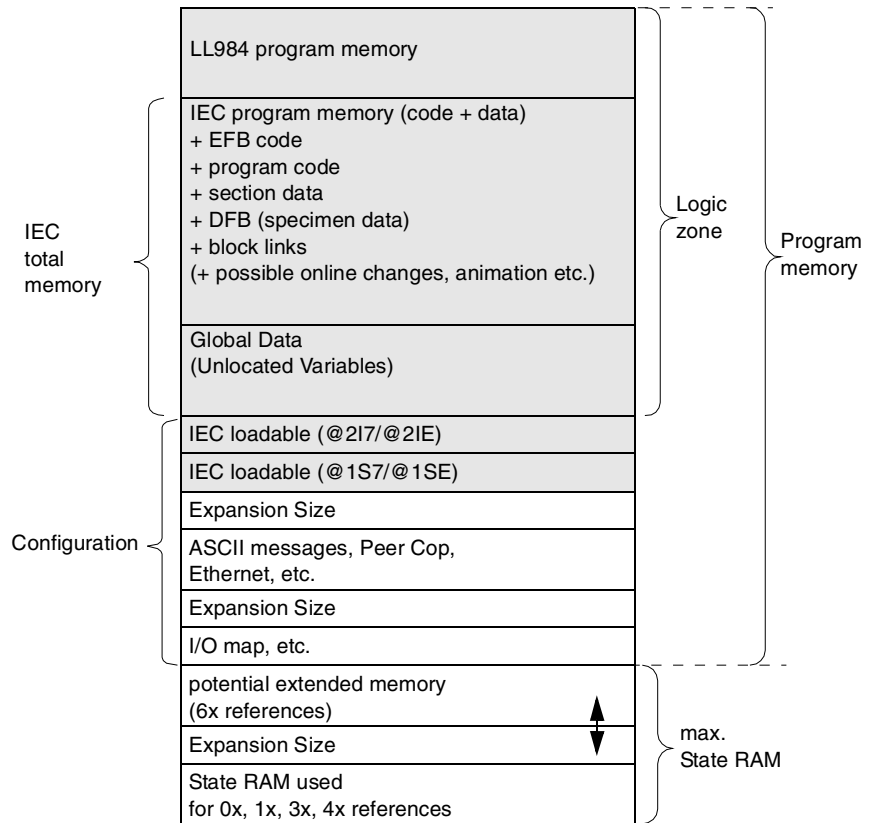 LL984 program memory
IEC program memory (code + data)
+ EFB code
+ program code
+ section data
+ DFB (specimen data)
+ block links
(+ possible online changes, animation etc.)
Global Data
(Unlocated Variables)
IEC loadable (@2I7/@2IE)
IEC loadable (@1S7/@1SE)
Expansion Size
ASCII messages, Peer Cop,
Ethernet, etc.
Expansion Size
I/O map, etc.
potential extended memory
(6x references)
Expansion Size
State RAM used
for 0x, 1x, 3x, 4x references
IEC
total
memory
Configuration
Logic
zone
Program
memory
max.
State RAM